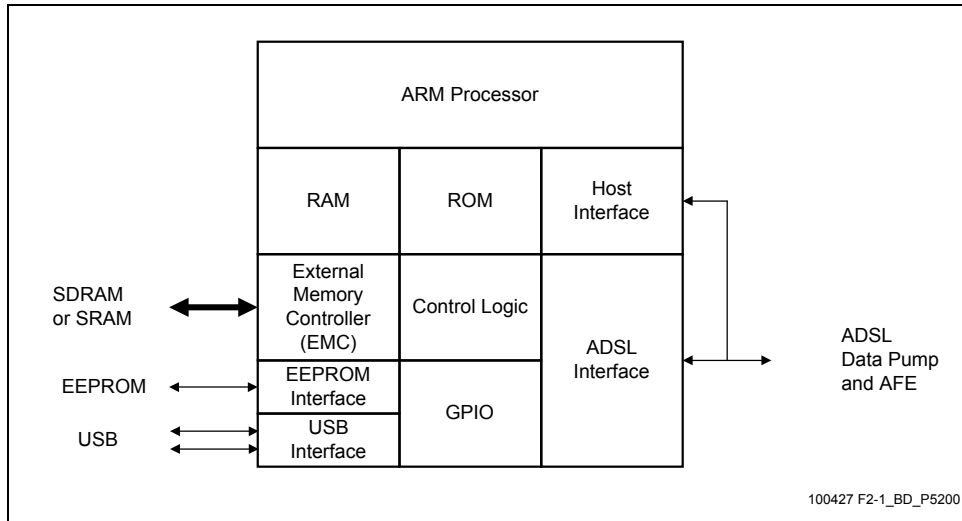 ARM Processor
RAM
ROM
Host
Interface
SDRAM
or SRAM
External
Memory
Controller
(EMC)
Control Logic
ADSL
Interface
ADSL
Data Pump
and AFE
EEPROM
EEPROM
Interface
GPIO
USB
USB
Interface
100427 F2-1_BD_P5200